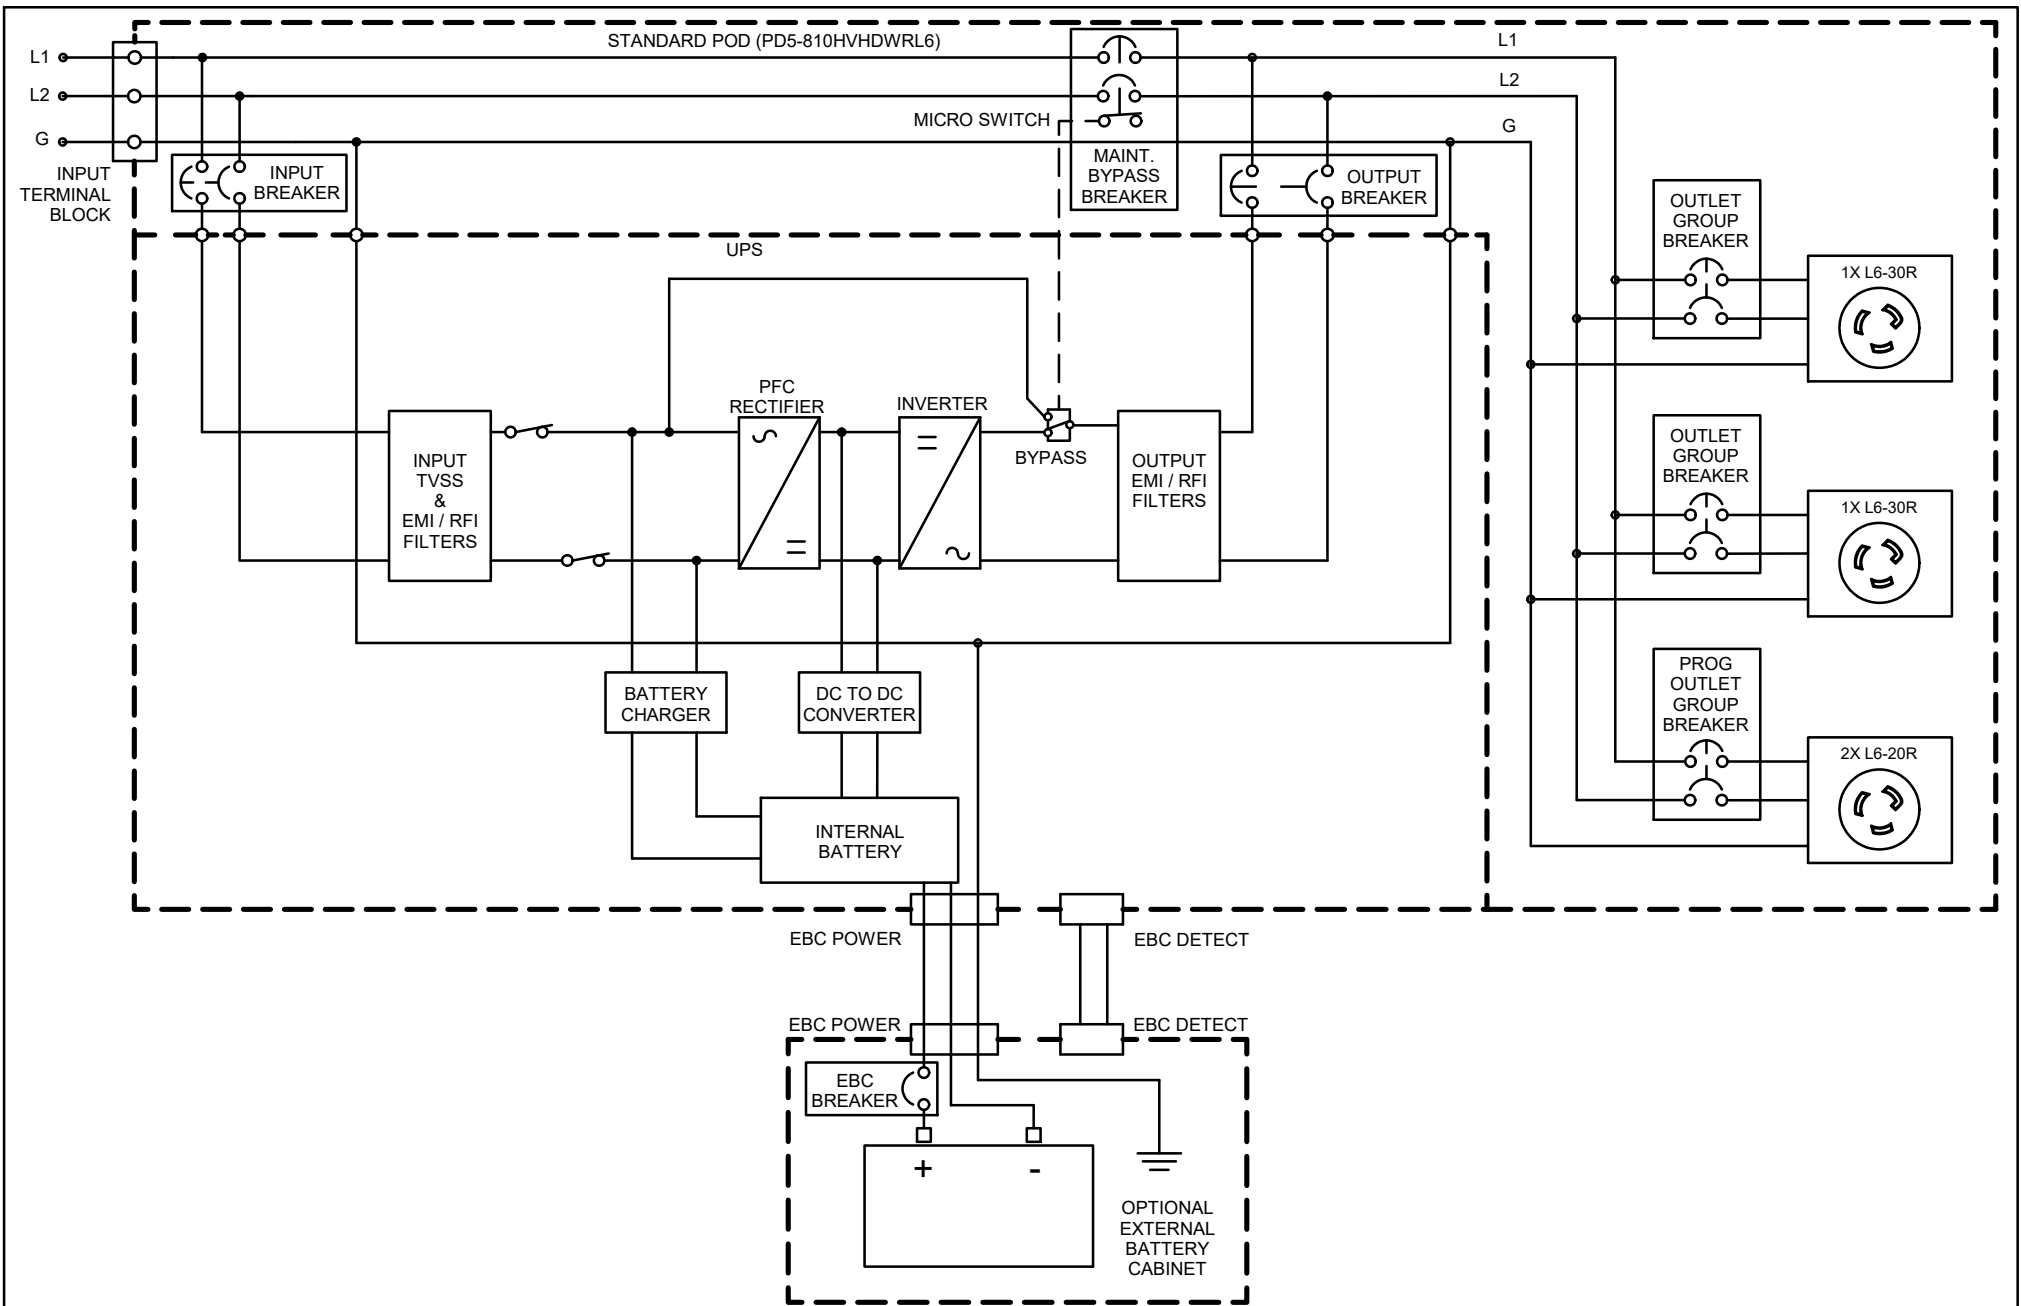 STANDARD POD (PD5-810HVHDWRL6)
L1
L2
G
INPUT
TERMINAL
BLOCK
INPUT
BREAKER
MICRO SWITCH
MAINT.
BYPASS
BREAKER
L1
L2
G
OUTPUT
BREAKER
UPS
OUTLET
GROUP
BREAKER
1X L6-30R
PFC
RECTIFIER
INVERTER
BYPASS
INPUT
TVSS
&
EMI / RFI
FILTERS
OUTPUT
EMI / RFI
FILTERS
OUTLET
GROUP
BREAKER
1X L6-30R
BATTERY
CHARGER
DC TO DC
CONVERTER
PROG
OUTLET
GROUP
BREAKER
2X L6-20R
INTERNAL
BATTERY
EBC POWER
EBC DETECT
EBC POWER
EBC DETECT
EBC
BREAKER
+
-
OPTIONAL
EXTERNAL
BATTERY
CABINET